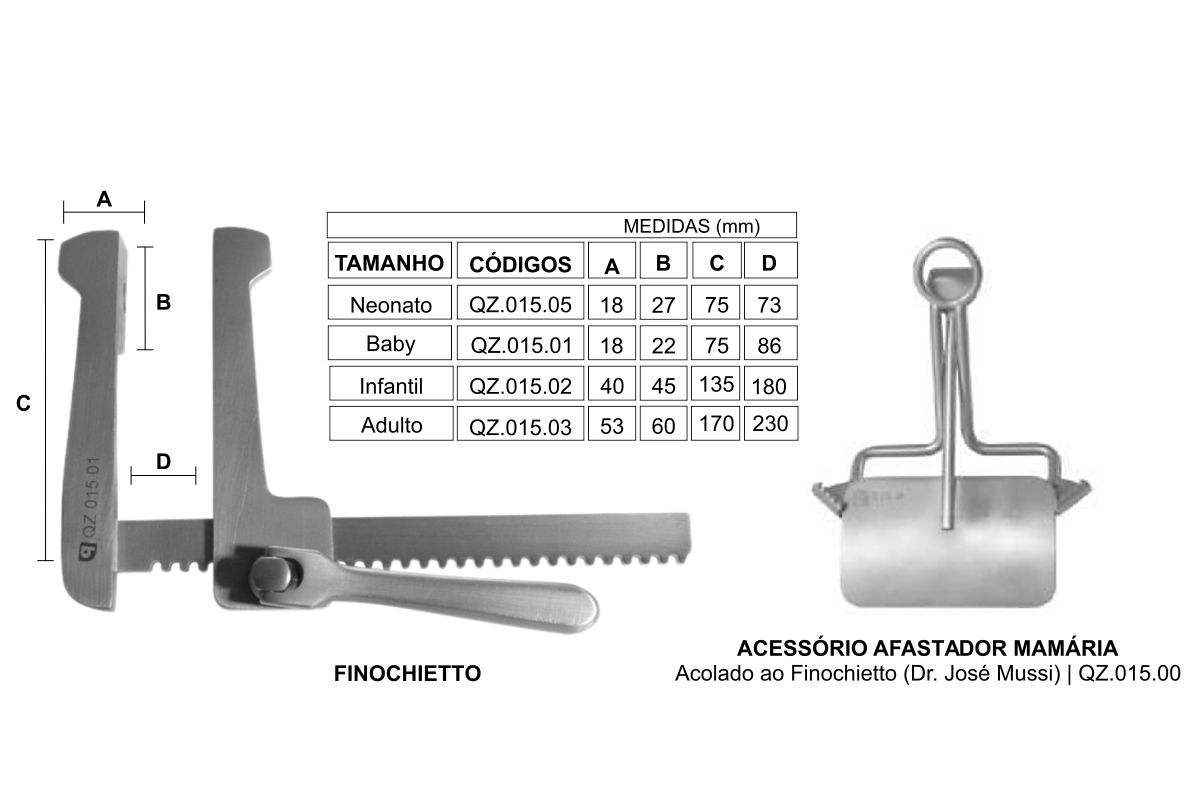 A
B
C
D
QZ 015.01
MEDIDAS (mm)
TAMANHO CÓDIGOS A B C D
Neonato QZ.015.05 18 27 75 73
Baby QZ.015.01 18 22 75 86
Infantil QZ.015.02 40 45 135 180
Adulto QZ.015.03 53 60 170 230
FINOCHIETTO
ACESSÓRIO AFASTADOR MAMÁRIA
Acolado ao Finochietto (Dr. José Mussi) | QZ.015.00